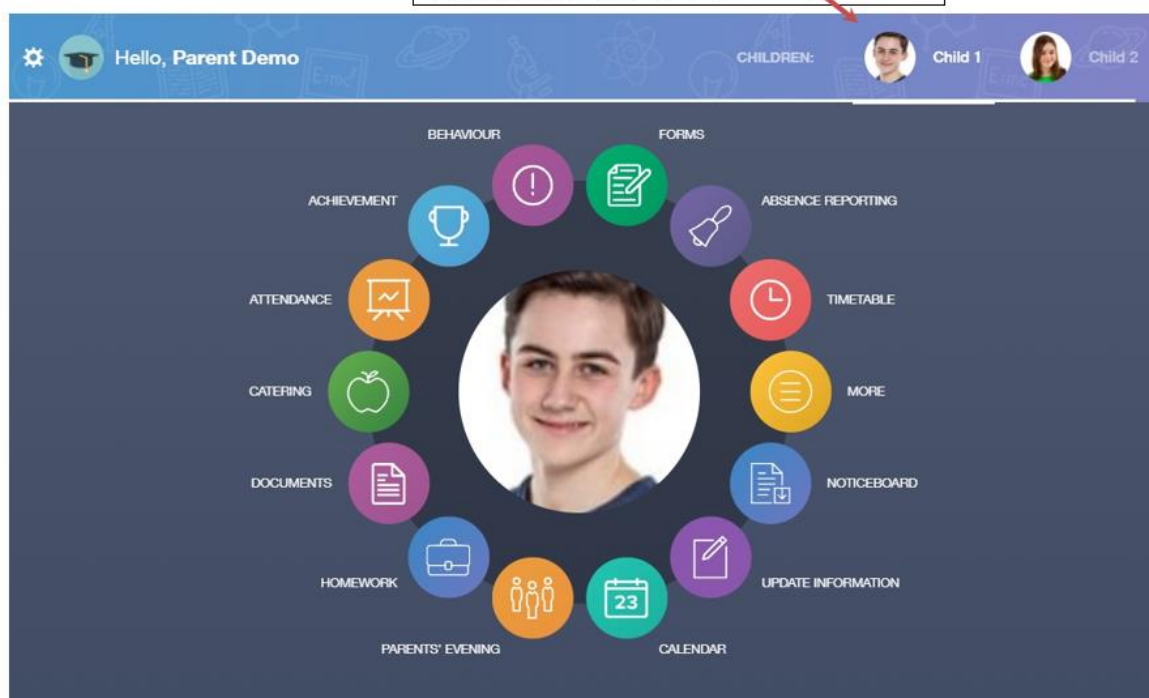 Hello, Parent Demo
CHILDREN:
Child 1
Child 2
BEHAVIOUR
FORMS
ACHIEVEMENT
ABSENCE REPORTING
ATTENDANCE
TIMETABLE
CATERING
MORE
DOCUMENTS
NOTICEBOARD
HOMEWORK
UPDATE INFORMATION
23
PARENTS' EVENING
CALENDAR